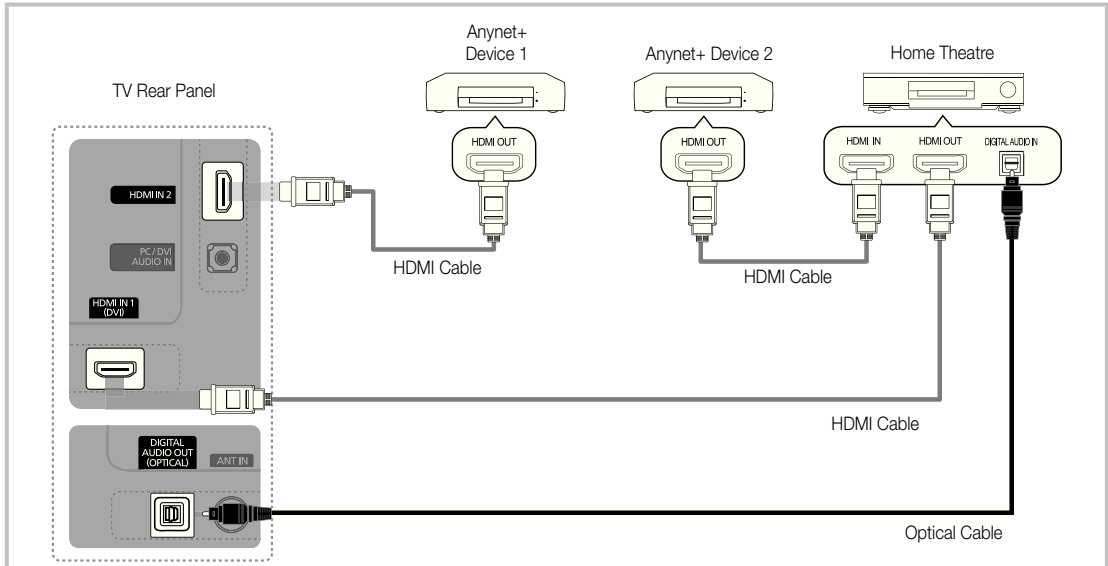 Anynet+
Device 1
Anynet+ Device 2
Home Theatre
TV Rear Panel
HDMI OUT
HDMI OUT
HDMI IN
HDMI OUT
DIGITAL AUDIO IN
HDMI IN 2
PC / DVI
AUDIO IN
HDMI Cable
HDMI Cable
HDMI IN 1
(DVI)
HDMI Cable
DIGITAL
AUDIO OUT
(OPTICAL)
ANT IN
Optical Cable